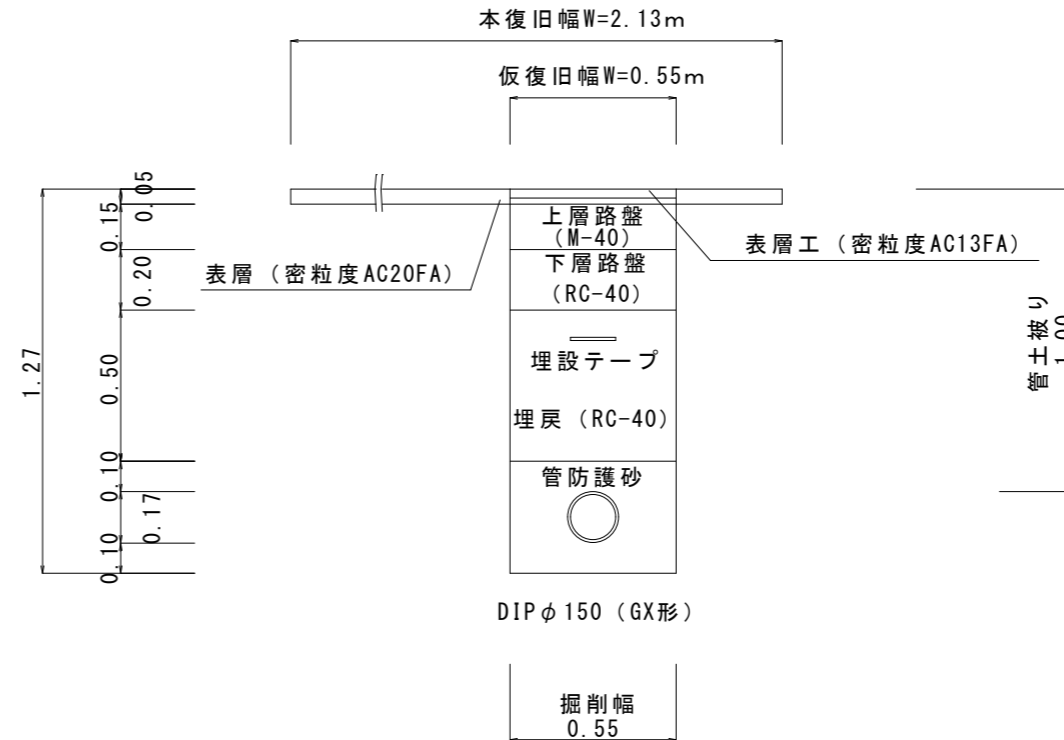 本復旧幅W=2.13m
仮復旧幅W=0.55m
0.05
0.15
上層路盤
(M-40)
表層工 (密粒度AC13FA)
0.20
表層 (密粒度AC20FA)
下層路盤
(RC-40)
1.27
0.50
埋設テープ
埋戻 (RC-40)
管土被り
1.00
0.10
管防護砂
0.17
0.10
DIPφ150 (GX形)
掘削幅
0.55